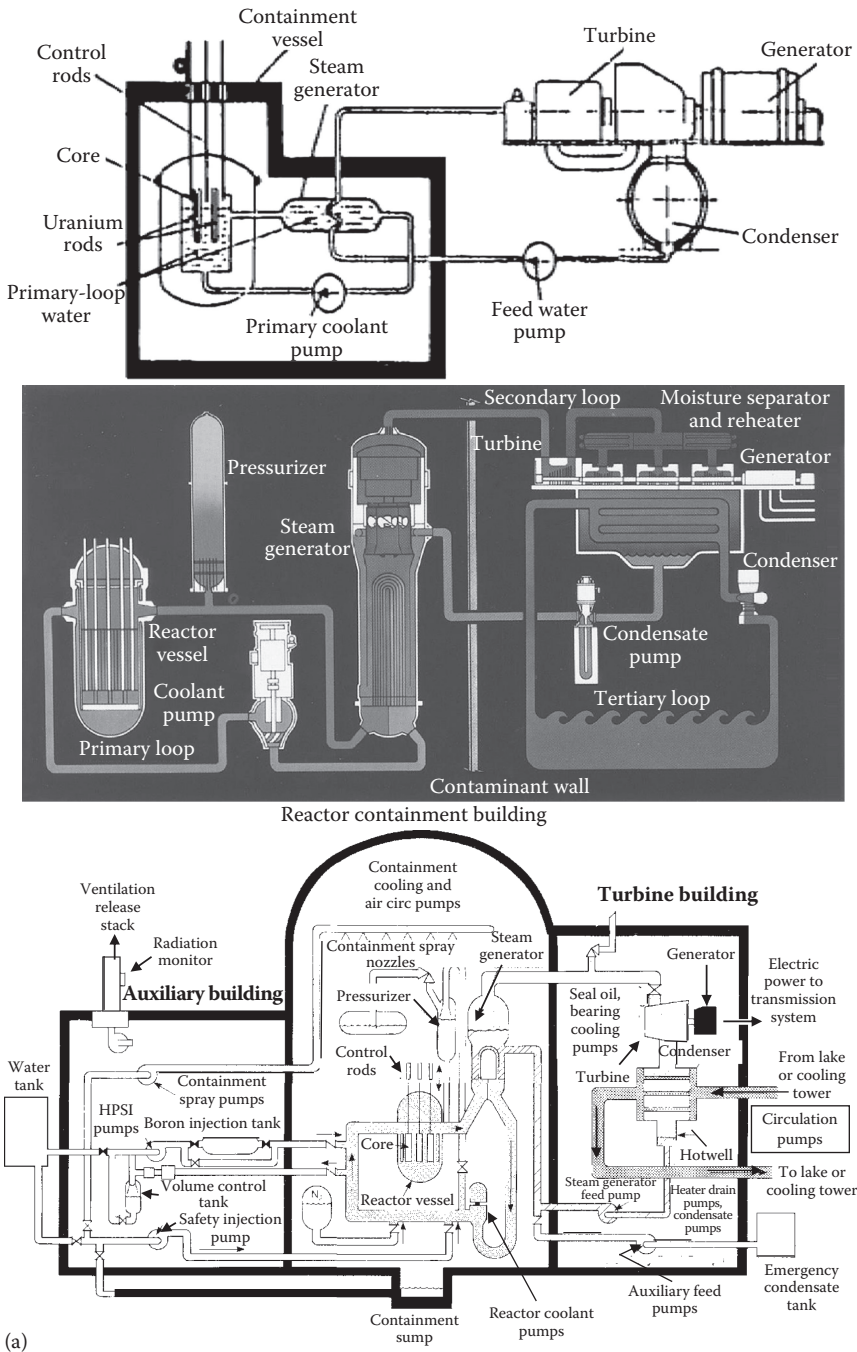 Containment
vessel
Control
rods
Steam
generator
Turbine
Generator
Core
Uranium
rods
Primary-loop
water
Primary coolant
pump
Feed water
pump
Condenser
Secondary loop
Moisture separator
and reheater
Turbine
Generator
Pressurizer
Steam
generator
Condenser
Reactor
vessel
Condensate
pump
Coolant
pump
Tertiary loop
Primary loop
Contaminant wall
Reactor containment building
Containment
cooling and
air circ pumps
Turbine building
Ventilation
release
stack
Radiation
monitor
Auxiliary building
Containment spray
nozzles
Steam
generator
Generator
Electric
power to
transmission
system
Pressurizer
Seal oil,
bearing
cooling
pumps
Control
rods
Condenser
Turbine
From lake
or cooling
tower
Water
tank
Containment
spray pumps
HPSI
pumps
Boron injection tank
Circulation
pumps
Core
Hotwell
Reactor vessel
Steam generator
feed pump
Heater drain
pumps,
condensate
pumps
To lake or
cooling tower
Volume control
tank
N₂
Safety injection
pump
Emergency
condensate
tank
Auxiliary feed
pumps
Reactor coolant
pumps
Containment
sump
(a)